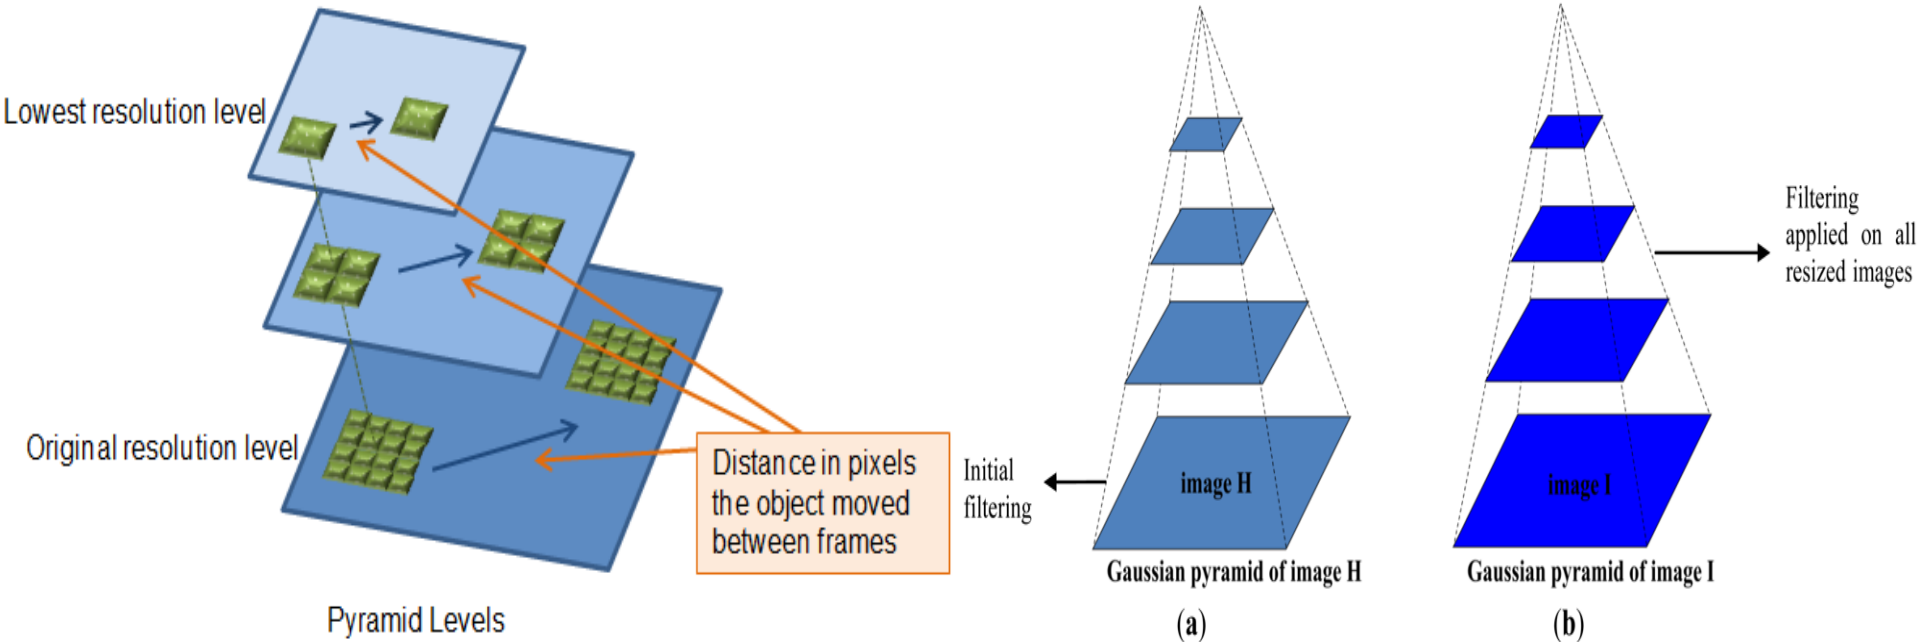 Lowest resolution level
Original resolution level
Distance in pixels
the object moved
between frames
Pyramid Levels
Initial
filtering
image H
Gaussian pyramid of image H
(a)
image I
Gaussian pyramid of image I
(b)
Filtering
applied on all
resized images